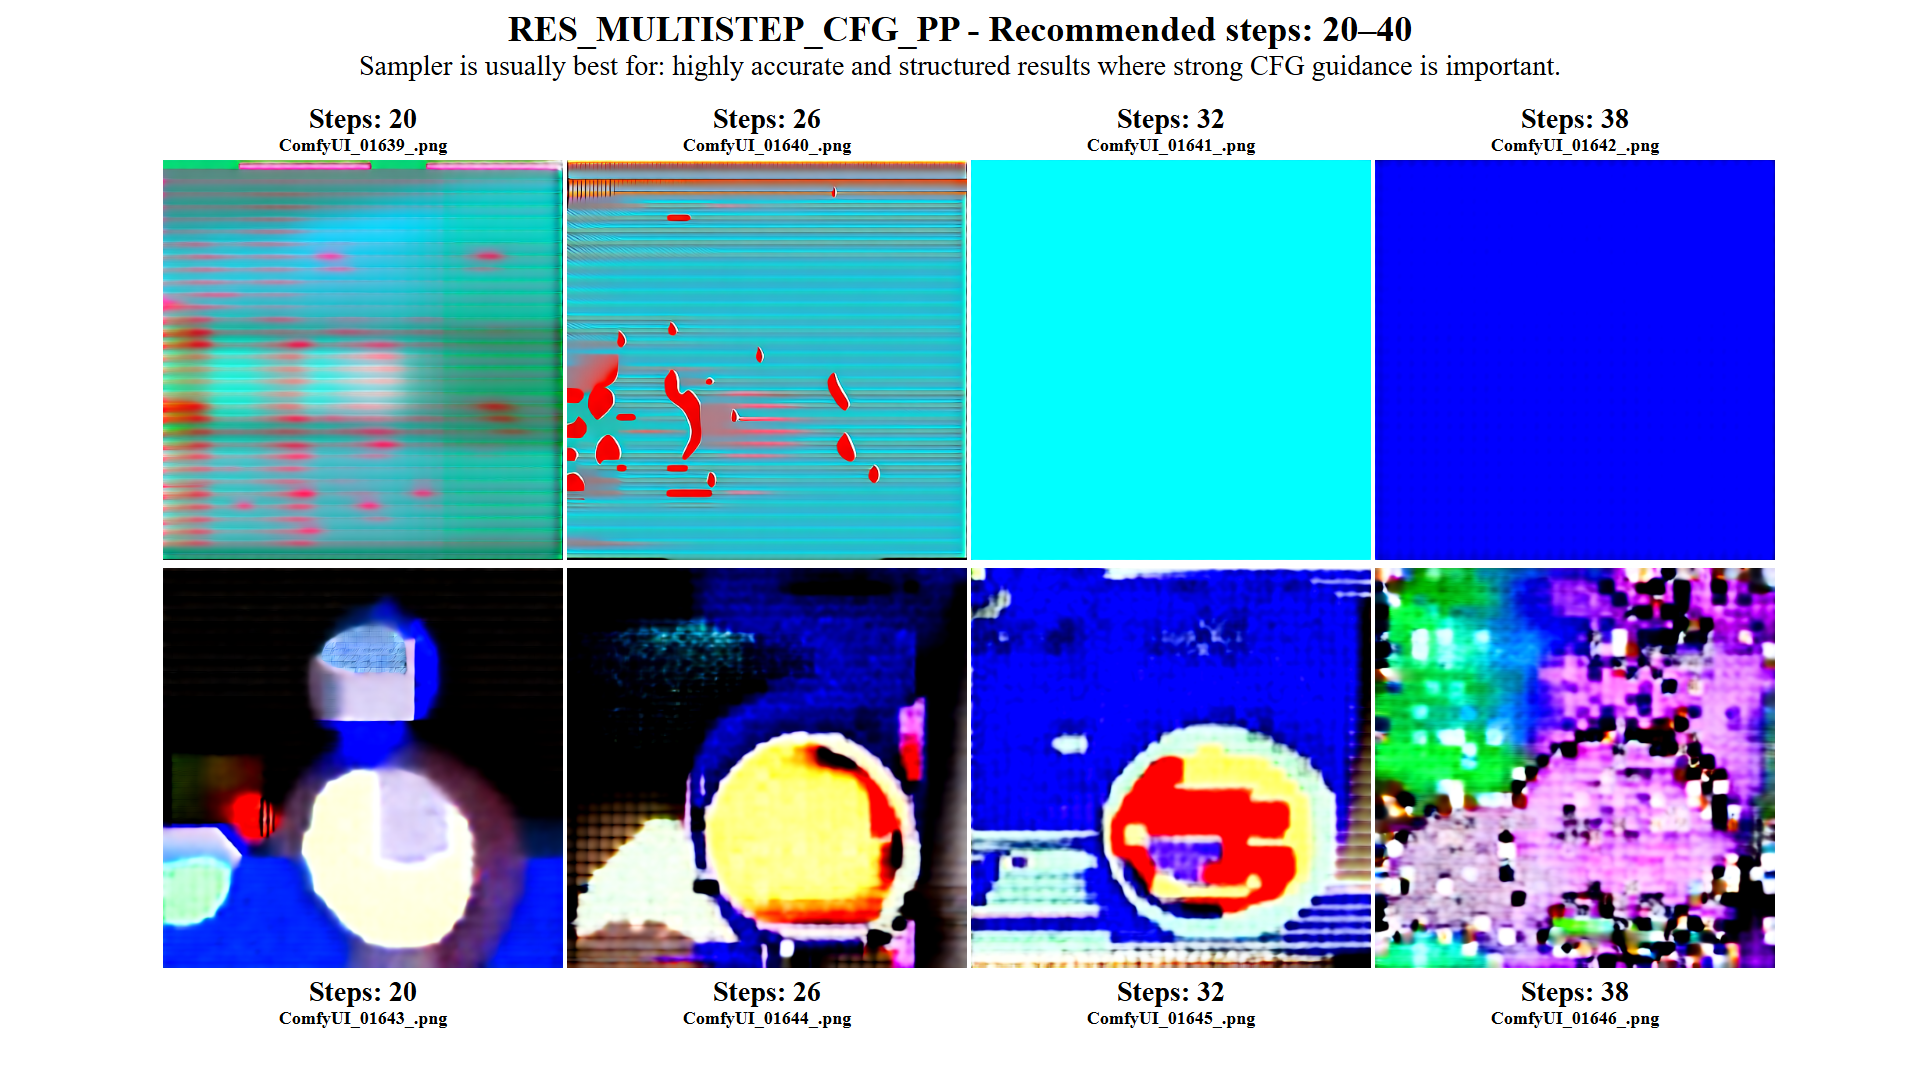 RES_MULTISTEP_CFG_PP - Recommended steps: 20–40
Sampler is usually best for: highly accurate and structured results where strong CFG guidance is important.
Steps: 20
ComfyUI_01639_.png
Steps: 26
ComfyUI_01640_.png
Steps: 32
ComfyUI_01641_.png
Steps: 38
ComfyUI_01642_.png
Steps: 20
ComfyUI_01643_.png
Steps: 26
ComfyUI_01644_.png
Steps: 32
ComfyUI_01645_.png
Steps: 38
ComfyUI_01646_.png